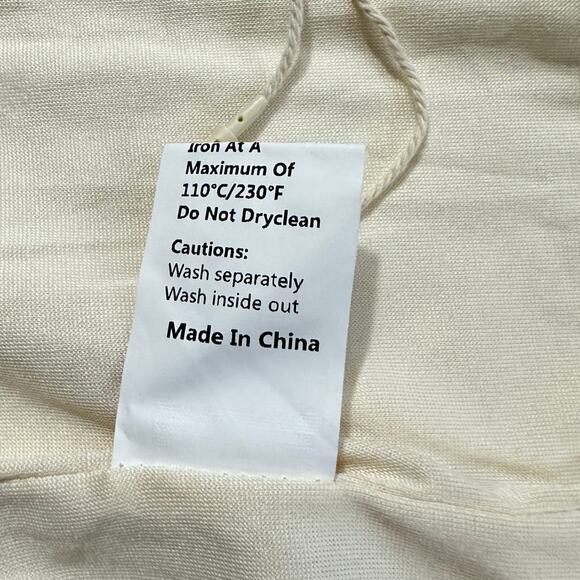 Iron At A
Maximum Of
110°C/230°F
Do Not Dryclean
Cautions:
Wash separately
Wash inside out
Made In China